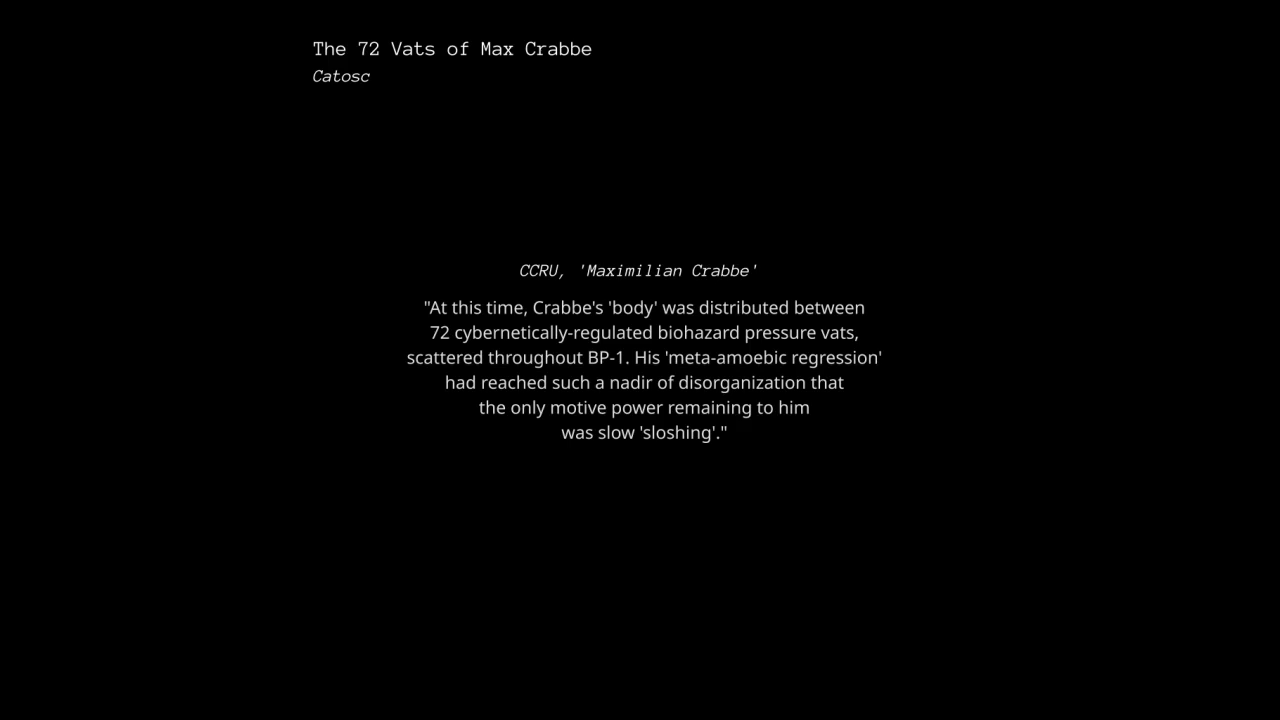 The 72 Vats of Max Crabbe
Catosc
CCRU, 'Maximilian Crabbe'
"At this time, Crabbe's 'body' was distributed between
72 cybernetically-regulated biohazard pressure vats,
scattered throughout BP-1. His 'meta-amoebic regression'
had reached such a nadir of disorganization that
the only motive power remaining to him
was slow 'sloshing'."